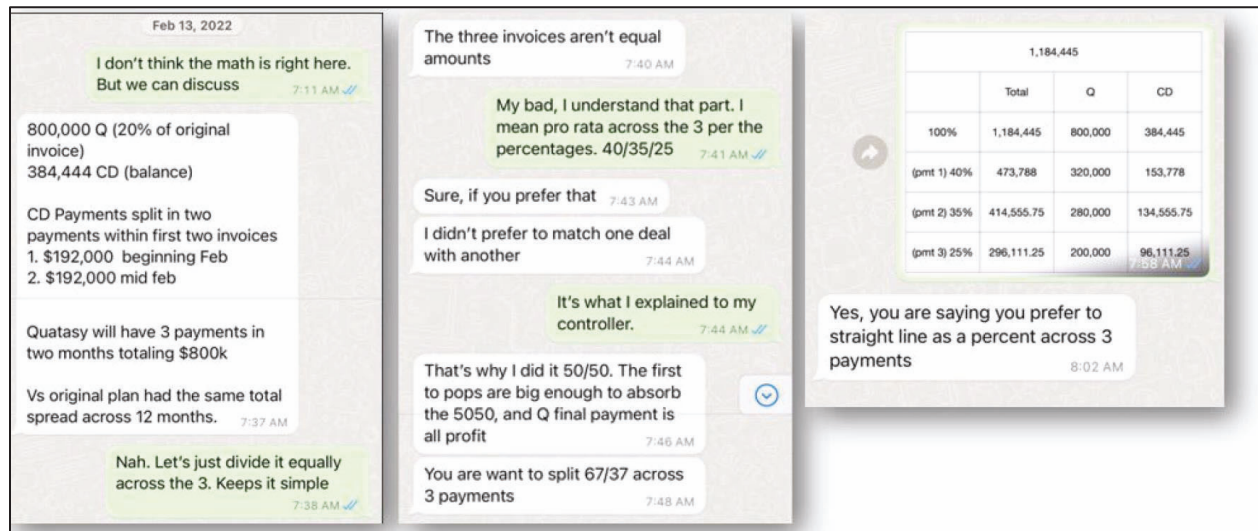 Feb 13, 2022
I don't think the math is right here.
But we can discuss
7:11 AM
800,000 Q (20% of original
invoice)
384,444 CD (balance)
CD Payments split in two
payments within first two invoices
1. $192,000 beginning Feb
2. $192,000 mid feb
Quatasy will have 3 payments in
two months totaling $800k
Vs original plan had the same total
spread across 12 months.
7:37 AM
Nah. Let's just divide it equally
across the 3. Keeps it simple
7:38 AM
The three invoices aren't equal
amounts
7:40 AM
My bad, I understand that part. I
mean pro rata across the 3 per the
percentages. 40/35/25
7:41 AM
Sure, if you prefer that
7:43 AM
I didn't prefer to match one deal
with another
7:44 AM
It's what I explained to my
controller.
7:44 AM
That's why I did it 50/50. The first
to pops are big enough to absorb
the 5050, and Q final payment is
all profit
7:46 AM
You are want to split 67/37 across
3 payments
7:48 AM
1,184,445
Total Q CD
100% 1,184,445 800,000 384,445
(pmt 1) 40% 473,788 320,000 153,778
(pmt 2) 35% 414,555.75 280,000 134,555.75
(pmt 3) 25% 296,111.25 200,000 96,111.25
7:58 AM
Yes, you are saying you prefer to
straight line as a percent across 3
payments
8:02 AM